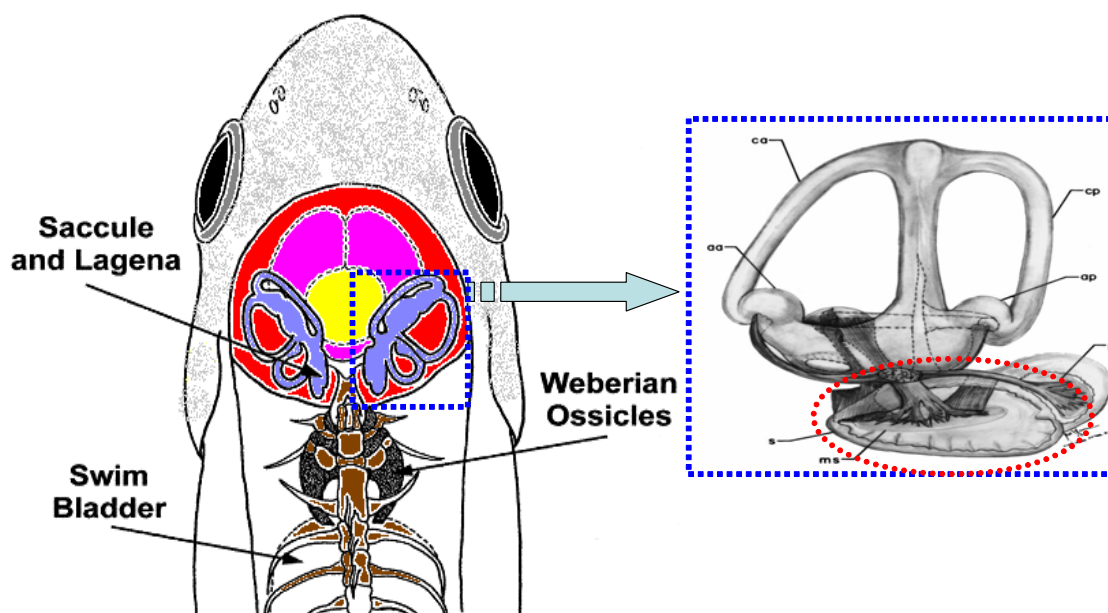 Saccule
and Lagena
Weberian
Ossicles
Swim
Bladder
ca
cp
aa
ap
s
ms